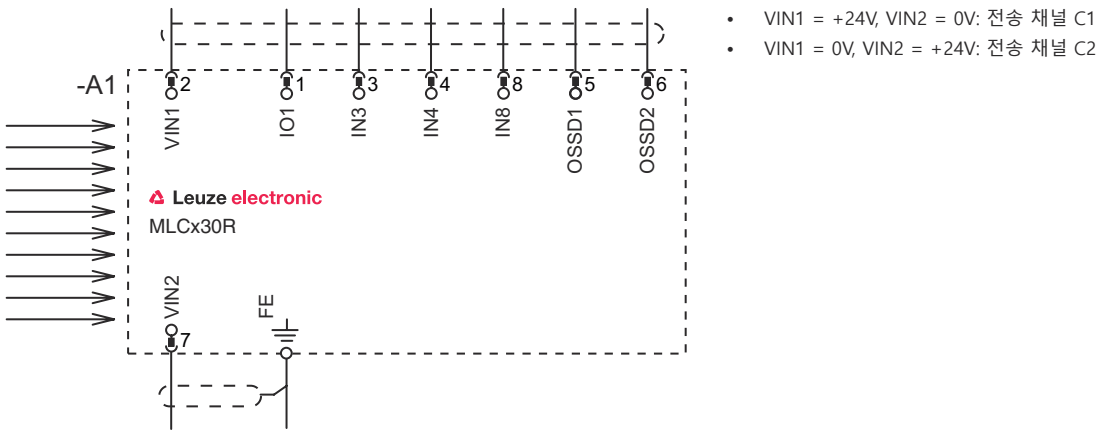 • VIN1 = +24V, VIN2 = 0V: 전송 채널 C1
• VIN1 = 0V, VIN2 = +24V: 전송 채널 C2
-A1
2 1 3 4 8 5 6
VIN1 IO1 IN3 IN4 IN8 OSSD1 OSSD2
Leuze electronic
MLCx30R
VIN2 FE
7